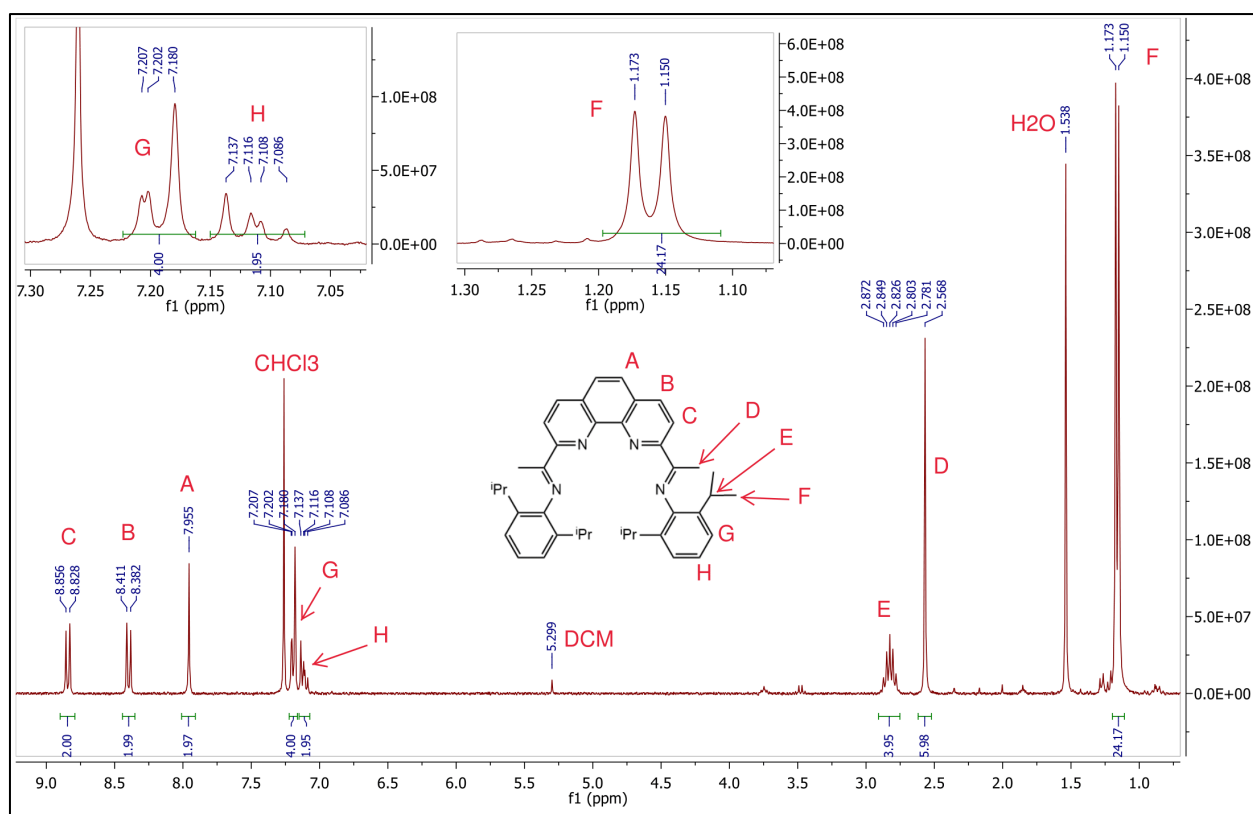 7.207
7.202
7.180
7.137
7.116
7.108
7.086
G
H
1.0E+08
5.0E+07
0.0E+00
4.00
1.95
7.30 7.25 7.20 7.15 7.10 7.05
f1 (ppm)
1.173
1.150
F
6.0E+08
5.0E+08
4.0E+08
3.0E+08
2.0E+08
1.0E+08
0.0E+00
24.17
1.30 1.20 1.10
f1 (ppm)
1.173
1.150
F
H2O
1.538
4.0E+08
3.5E+08
3.0E+08
2.5E+08
2.0E+08
1.5E+08
1.0E+08
5.0E+07
0.0E+00
2.872
2.849
2.826
2.803
2.781
2.568
CHCl3
A
B
C
D
E
F
N N
N N
iPr
iPr
iPr
G
H
C
8.856
8.828
B
8.411
8.382
A
7.955
7.207
7.202
7.180
7.137
7.116
7.108
7.086
G
H
5.299
DCM
E
D
2.00
1.99
1.97
4.00
1.95
3.95
5.98
24.17
9.0 8.5 8.0 7.5 7.0 6.5 6.0 5.5 5.0 4.5 4.0 3.5 3.0 2.5 2.0 1.5 1.0
f1 (ppm)